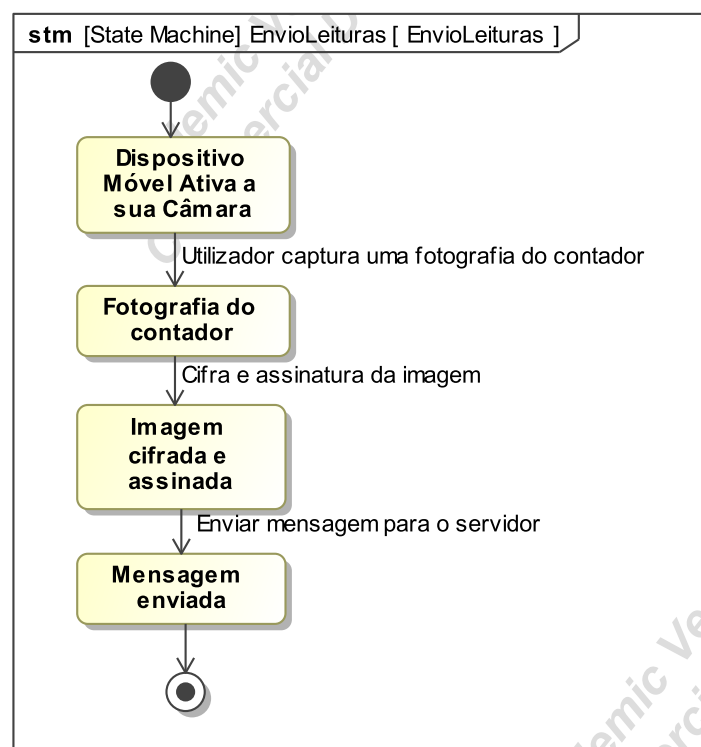 stm [State Machine] EnvioLeituras [ EnvioLeituras ]
Dispositivo
Móvel Ativa a
sua Câmara
Utilizador captura uma fotografia do contador
Fotografia do
contador
Cifra e assinatura da imagem
Imagem
cifrada e
assinada
Enviar mensagem para o servidor
Mensagem
enviada